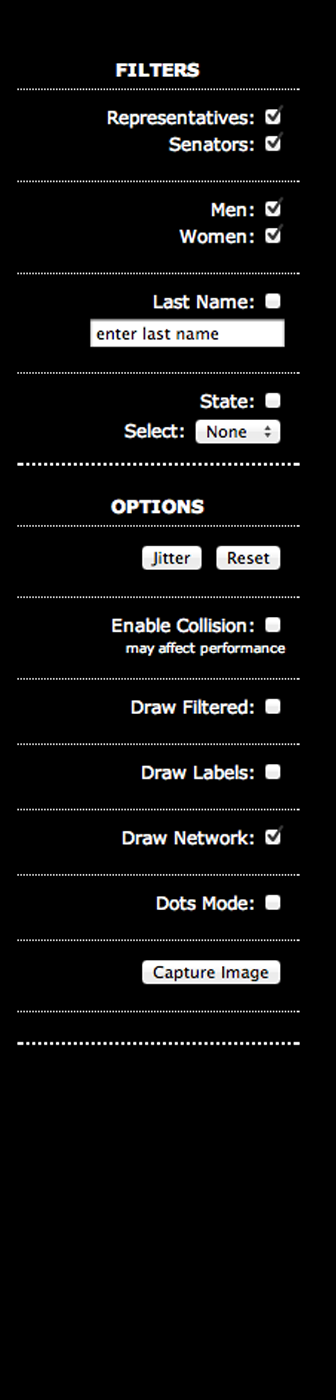 FILTERS
Representatives:
Senators:
Men:
Women:
Last Name:
enter last name
State:
Select: None
OPTIONS
Jitter Reset
Enable Collision:
may affect performance
Draw Filtered:
Draw Labels:
Draw Network:
Dots Mode:
Capture Image